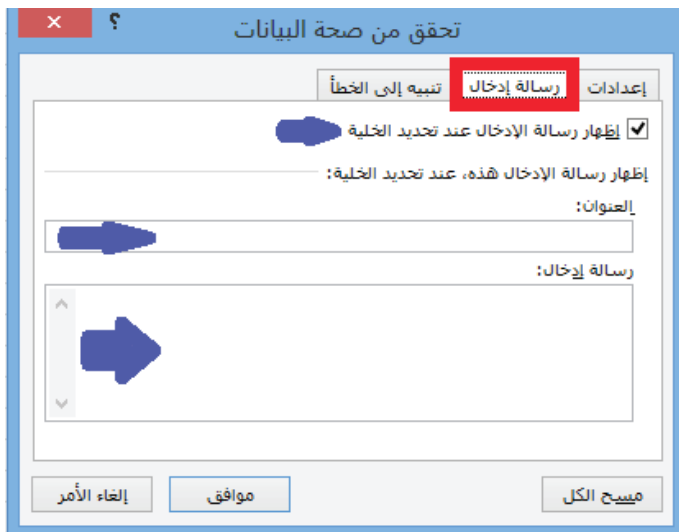 تحقق من صحة البيانات ؟ ×
إعدادات رسالة إدخال تنبيه إلى الخطأ
إظهار رسالة الإدخال عند تحديد الخلية
إظهار رسالة الإدخال هذه، عند تحديد الخلية:
العنوان:
رسالة إدخال:
مسح الكل موافق إلغاء الأمر